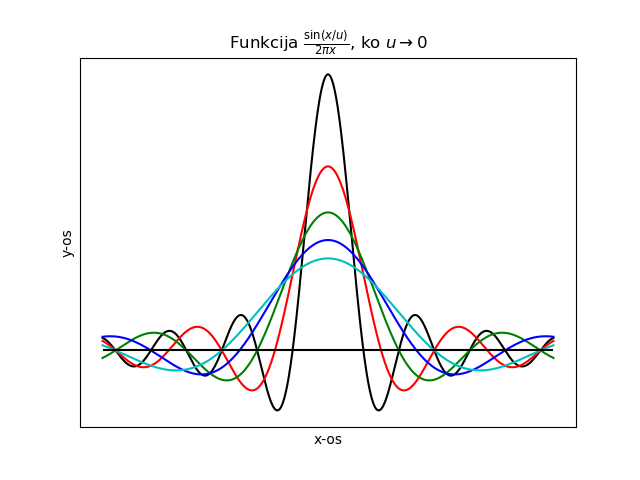 Funkcija $\frac{\sin(x/u)}{2\pi x}$, ko $u \to 0$
y-os
x-os